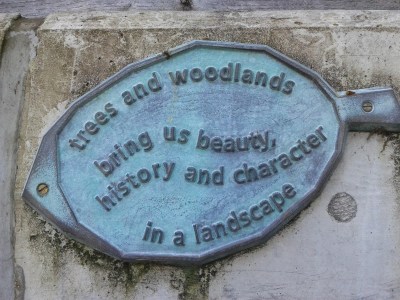 trees and woodlands
bring us beauty,
history and character
in a landscape